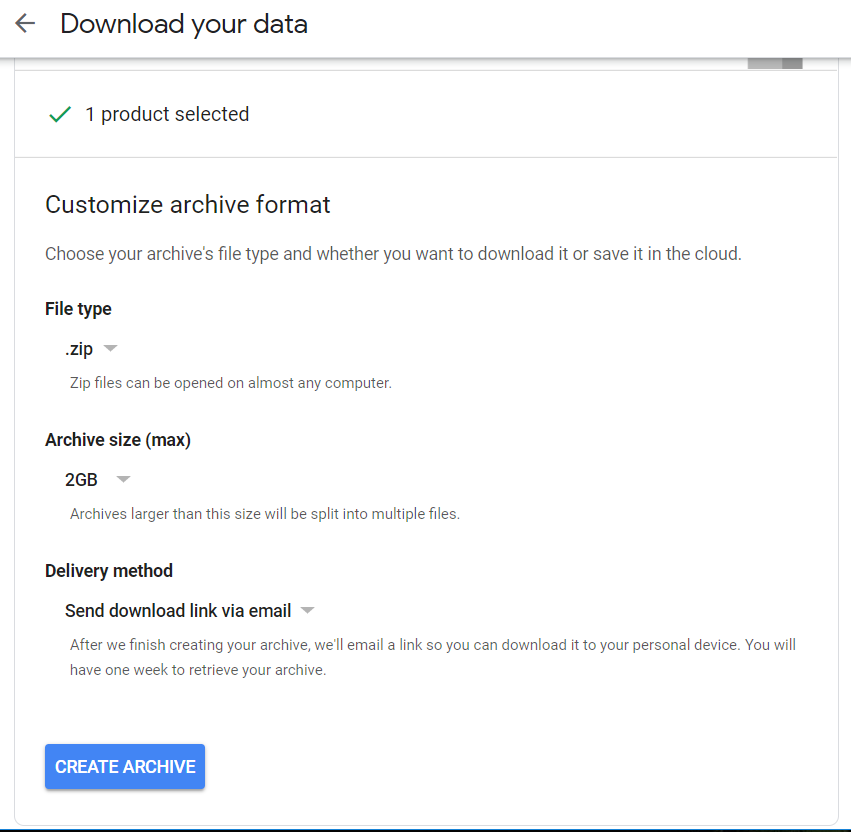 Download your data
1 product selected
Customize archive format
Choose your archive's file type and whether you want to download it or save it in the cloud.
File type
.zip
Zip files can be opened on almost any computer.
Archive size (max)
2GB
Archives larger than this size will be split into multiple files.
Delivery method
Send download link via email
After we finish creating your archive, we'll email a link so you can download it to your personal device. You will
have one week to retrieve your archive.
CREATE ARCHIVE